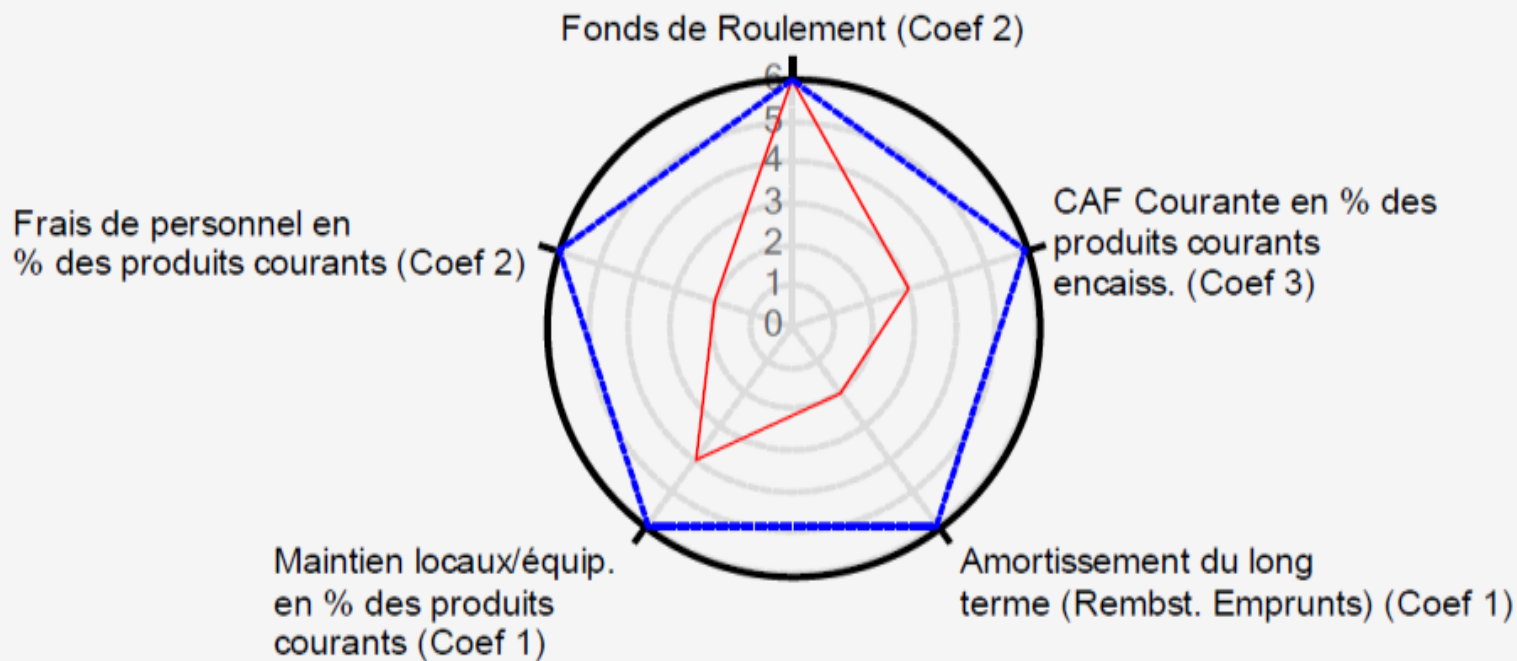 Fonds de Roulement (Coef 2)
6
5
4
3
2
1
0
CAF Courante en % des
produits courants
encaiss. (Coef 3)
Frais de personnel en
% des produits courants (Coef 2)
Maintien locaux/équip.
en % des produits
courants (Coef 1)
Amortissement du long
terme (Rembst. Emprunts) (Coef 1)